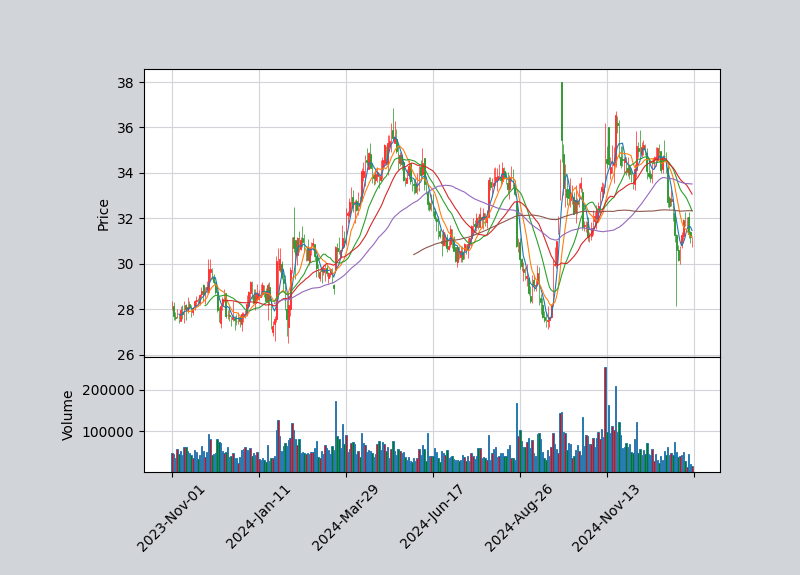 38
36
34
32
30
28
26
Price
200000
100000
Volume
2023-Nov-01
2024-Jan-11
2024-Mar-29
2024-Jun-17
2024-Aug-26
2024-Nov-13